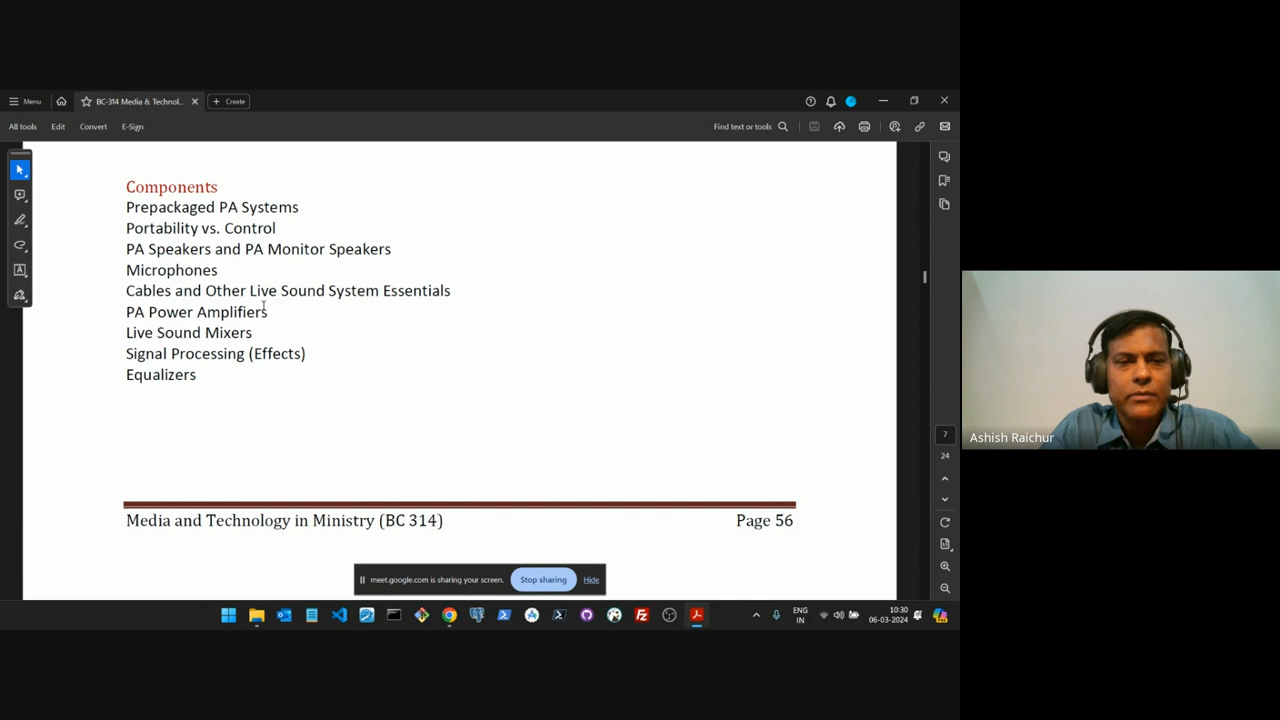 Menu
BC-314 Media & Technol...
Create
All tools
Edit
Convert
E-Sign
Find text or tools
Components
Prepackaged PA Systems
Portability vs. Control
PA Speakers and PA Monitor Speakers
Microphones
Cables and Other Live Sound System Essentials
PA Power Amplifiers
Live Sound Mixers
Signal Processing (Effects)
Equalizers
Media and Technology in Ministry (BC 314)
Page 56
7
24
meet.google.com is sharing your screen.
Stop sharing
Hide
ENG
IN
10:30
06-03-2024
Ashish Raichur